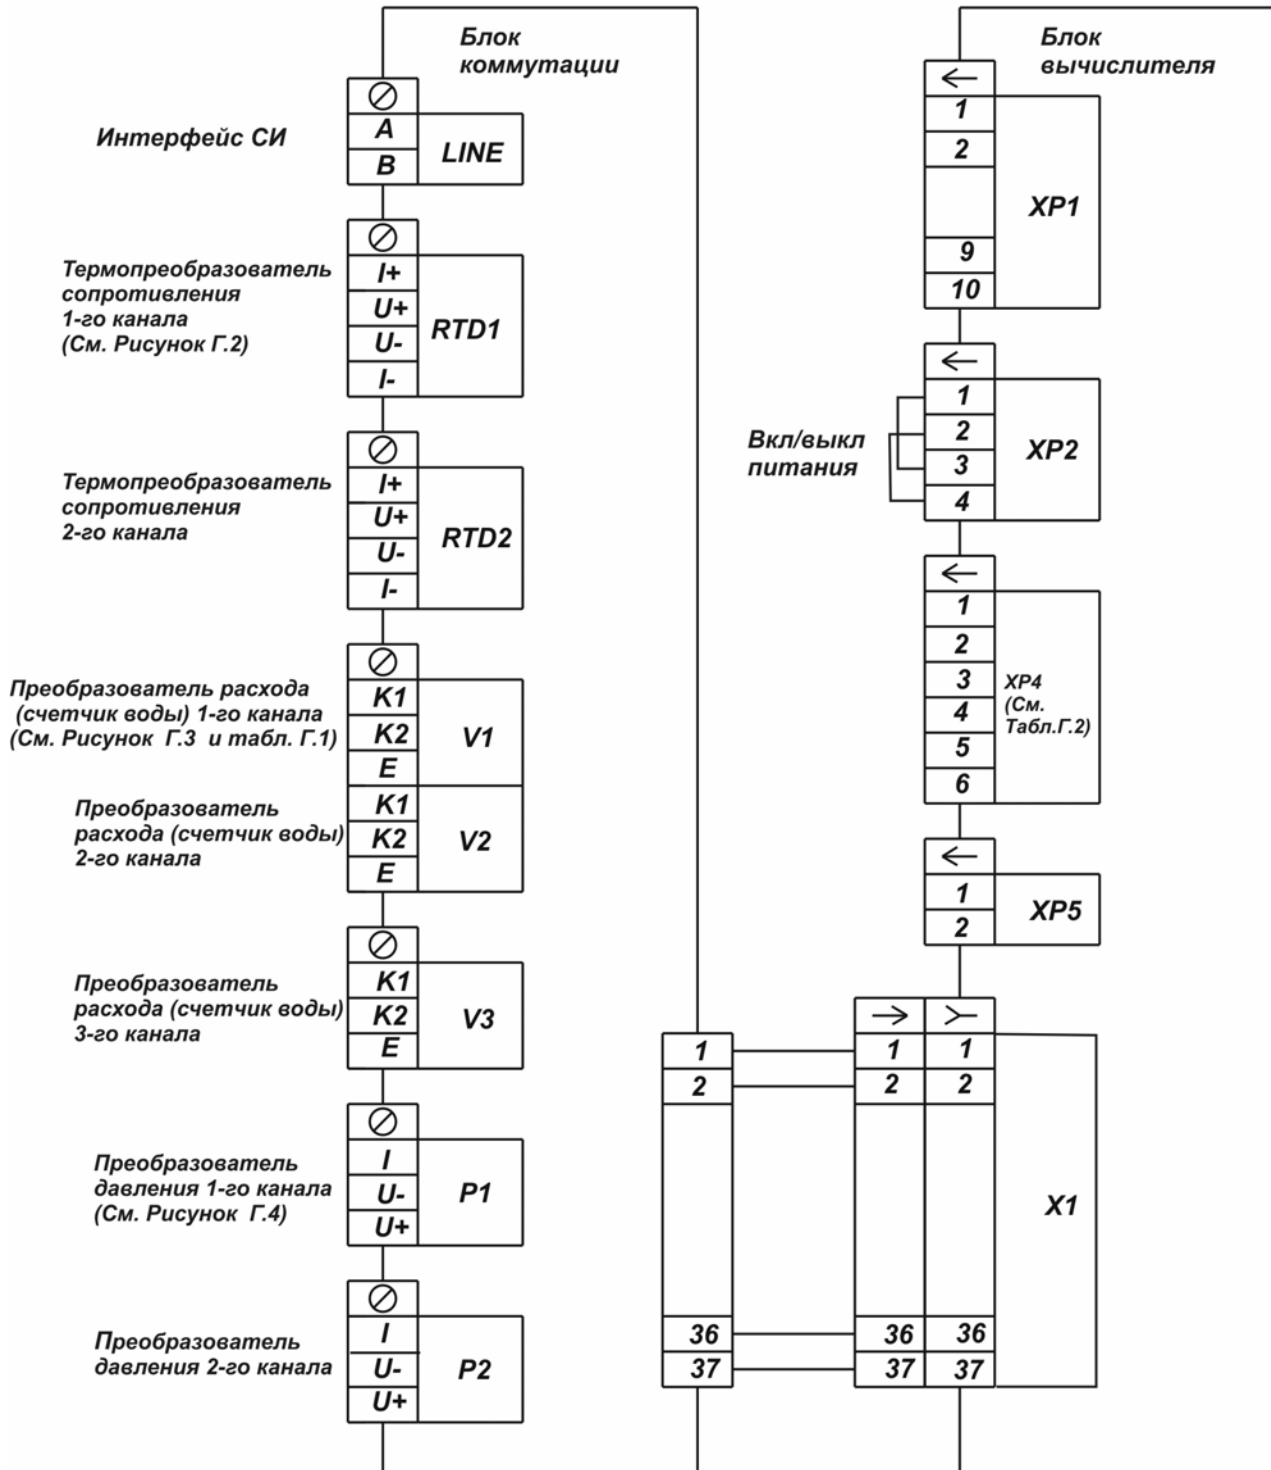 Блок
коммутации
Интерфейс СИ
A
B
LINE
Термопреобразователь
сопротивления
1-го канала
(См. Рисунок Г.2)
I+
U+
U-
I-
RTD1
Термопреобразователь
сопротивления
2-го канала
I+
U+
U-
I-
RTD2
Преобразователь расхода
(счетчик воды) 1-го канала
(См. Рисунок Г.3 и табл. Г.1)
K1
K2
E
V1
Преобразователь
расхода (счетчик воды)
2-го канала
K1
K2
E
V2
Преобразователь
расхода (счетчик воды)
3-го канала
K1
K2
E
V3
Преобразователь
давления 1-го канала
(См. Рисунок Г.4)
I
U-
U+
P1
Преобразователь
давления 2-го канала
I
U-
U+
P2
1
2
36
37
Блок
вычислителя
1
2
9
10
XP1
Вкл/выкл
питания
1
2
3
4
XP2
1
2
3
4
5
6
XP4
(См.
Табл.Г.2)
1
2
XP5
1 1
2 2
36 36
37 37
X1